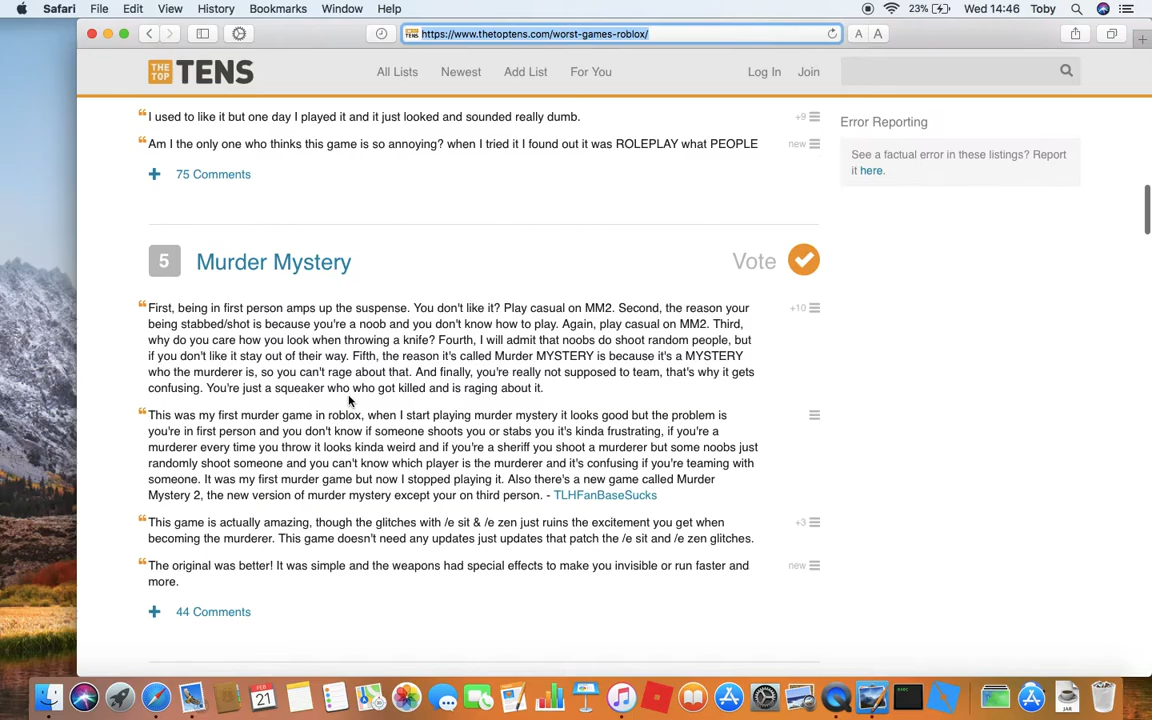 Safari File Edit View History Bookmarks Window Help 23% Wed 14:46 Toby
https://www.thetoptens.com/worst-games-roblox/ A A
THE TOP TENS All Lists Newest Add List For You Log In Join
“I used to like it but one day I played it and it just looked and sounded really dumb. +9
“Am I the only one who thinks this game is so annoying? when I tried it I found out it was ROLEPLAY what PEOPLE new
+ 75 Comments
Error Reporting
See a factual error in these listings? Report
it here.
5 Murder Mystery Vote
“First, being in first person amps up the suspense. You don't like it? Play casual on MM2. Second, the reason your +10
being stabbed/shot is because you're a noob and you don't know how to play. Again, play casual on MM2. Third,
why do you care how you look when throwing a knife? Fourth, I will admit that noobs do shoot random people, but
if you don't like it stay out of their way. Fifth, the reason it's called Murder MYSTERY is because it's a MYSTERY
who the murderer is, so you can't rage about that. And finally, you're really not supposed to team, that's why it gets
confusing. You're just a squeaker who who got killed and is raging about it.
“This was my first murder game in roblox, when I start playing murder mystery it looks good but the problem is
you're in first person and you don't know if someone shoots you or stabs you it's kinda frustrating, if you're a
murderer every time you throw it looks kinda weird and if you're a sheriff you shoot a murderer but some noobs just
randomly shoot someone and you can't know which player is the murderer and it's confusing if you're teaming with
someone. It was my first murder game but now I stopped playing it. Also there's a new game called Murder
Mystery 2, the new version of murder mystery except your on third person. - TLHFanBaseSucks
“This game is actually amazing, though the glitches with /e sit & /e zen just ruins the excitement you get when +3
becoming the murderer. This game doesn't need any updates just updates that patch the /e sit and /e zen glitches.
“The original was better! It was simple and the weapons had special effects to make you invisible or run faster and new
more.
+ 44 Comments
FEB
21
JAR